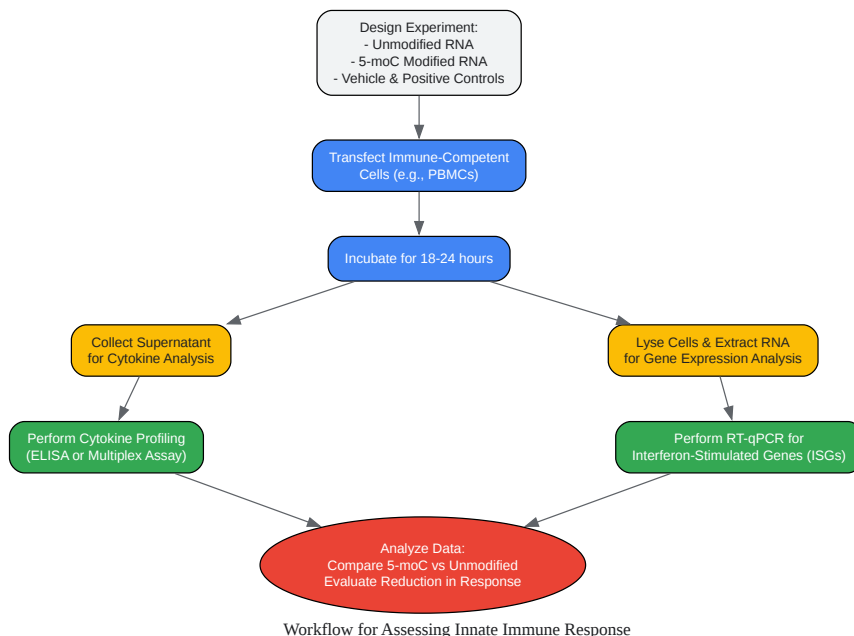 Design Experiment:
- Unmodified RNA
- 5-moC Modified RNA
- Vehicle & Positive Controls
Transfect Immune-Competent
Cells (e.g., PBMCs)
Incubate for 18-24 hours
Collect Supernatant
for Cytokine Analysis
Lyse Cells & Extract RNA
for Gene Expression Analysis
Perform Cytokine Profiling
(ELISA or Multiplex Assay)
Perform RT-qPCR for
Interferon-Stimulated Genes (ISGs)
Analyze Data:
Compare 5-moC vs Unmodified
Evaluate Reduction in Response
Workflow for Assessing Innate Immune Response